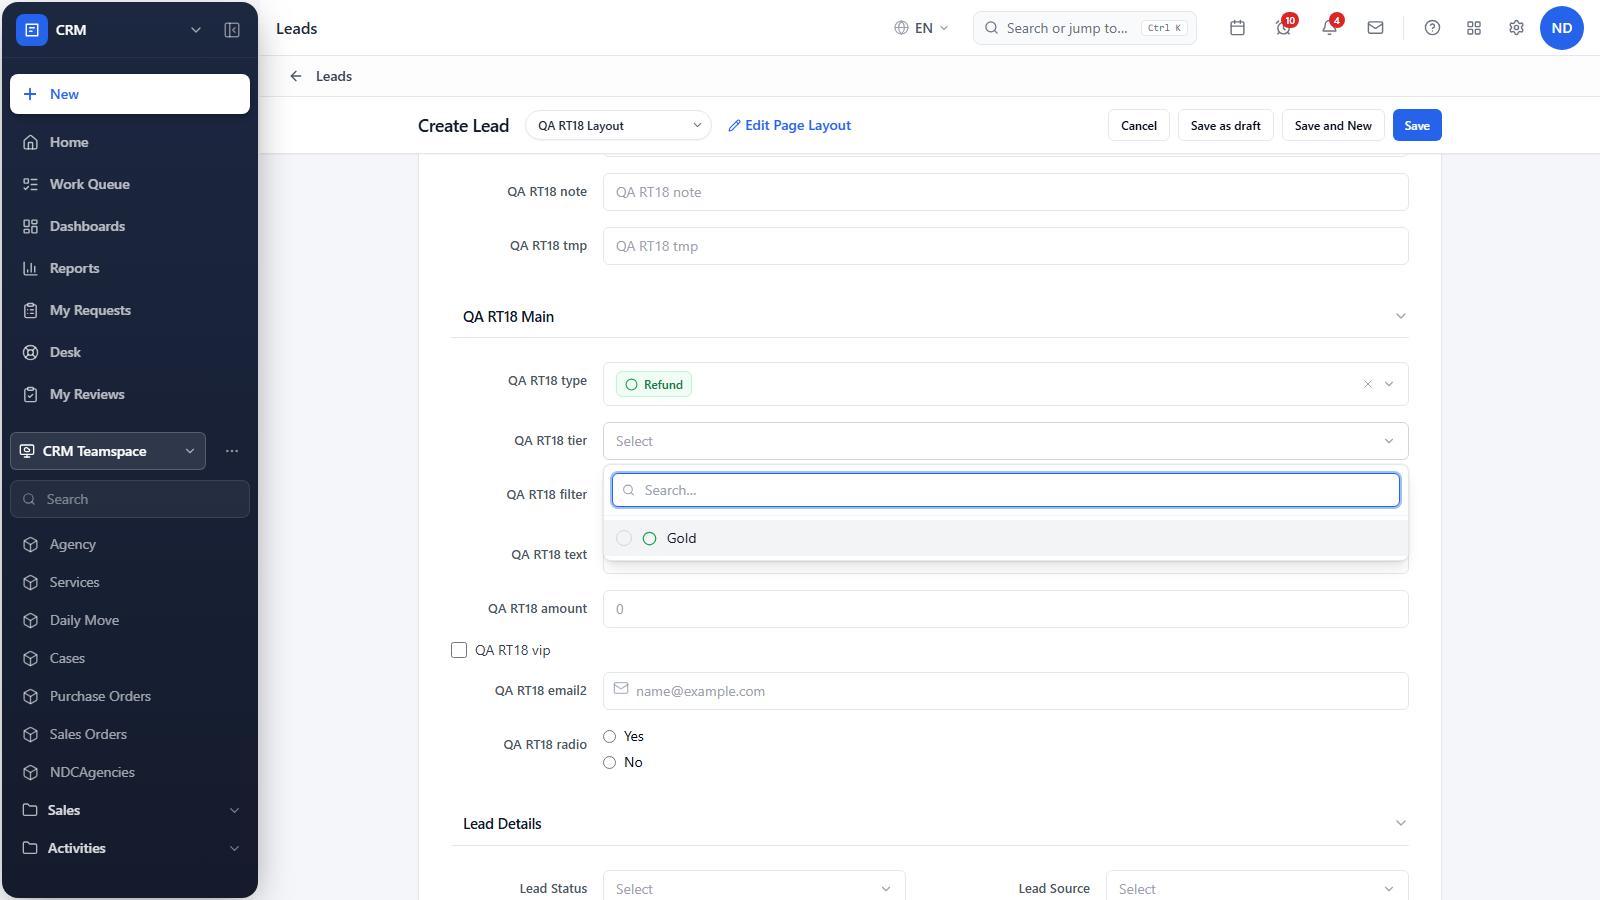 CRM
Leads
EN
Search or jump to...
Ctrl K
10
4
ND
Leads
New
Create Lead
QA RT18 Layout
Edit Page Layout
Cancel
Save as draft
Save and New
Save
Home
Work Queue
Dashboards
Reports
My Requests
Desk
My Reviews
CRM Teamspace
Search
Agency
Services
Daily Move
Cases
Purchase Orders
Sales Orders
NDCAgencies
Sales
Activities
QA RT18 note
QA RT18 note
QA RT18 tmp
QA RT18 tmp
QA RT18 Main
QA RT18 type
Refund
QA RT18 tier
Select
QA RT18 filter
Search...
Gold
QA RT18 text
QA RT18 amount
0
QA RT18 vip
QA RT18 email2
name@example.com
QA RT18 radio
Yes
No
Lead Details
Lead Status
Select
Lead Source
Select